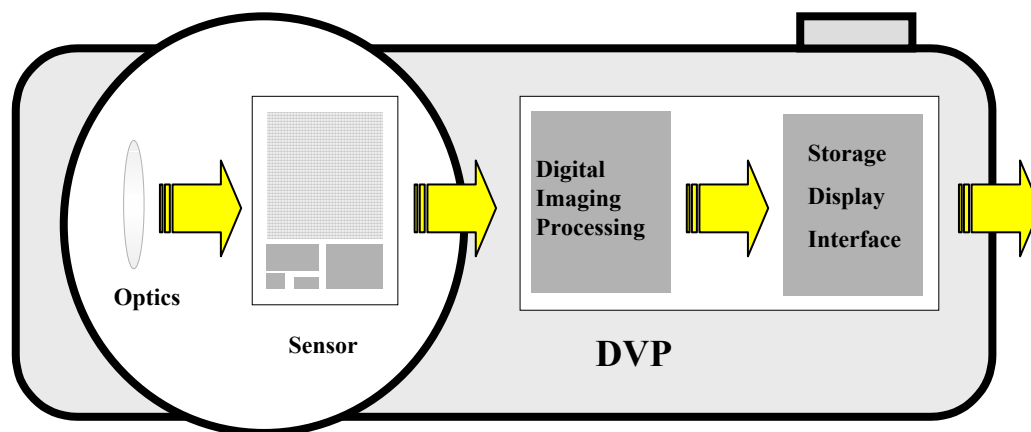 Optics
Sensor
Digital
Imaging
Processing
Storage
Display
Interface
DVP